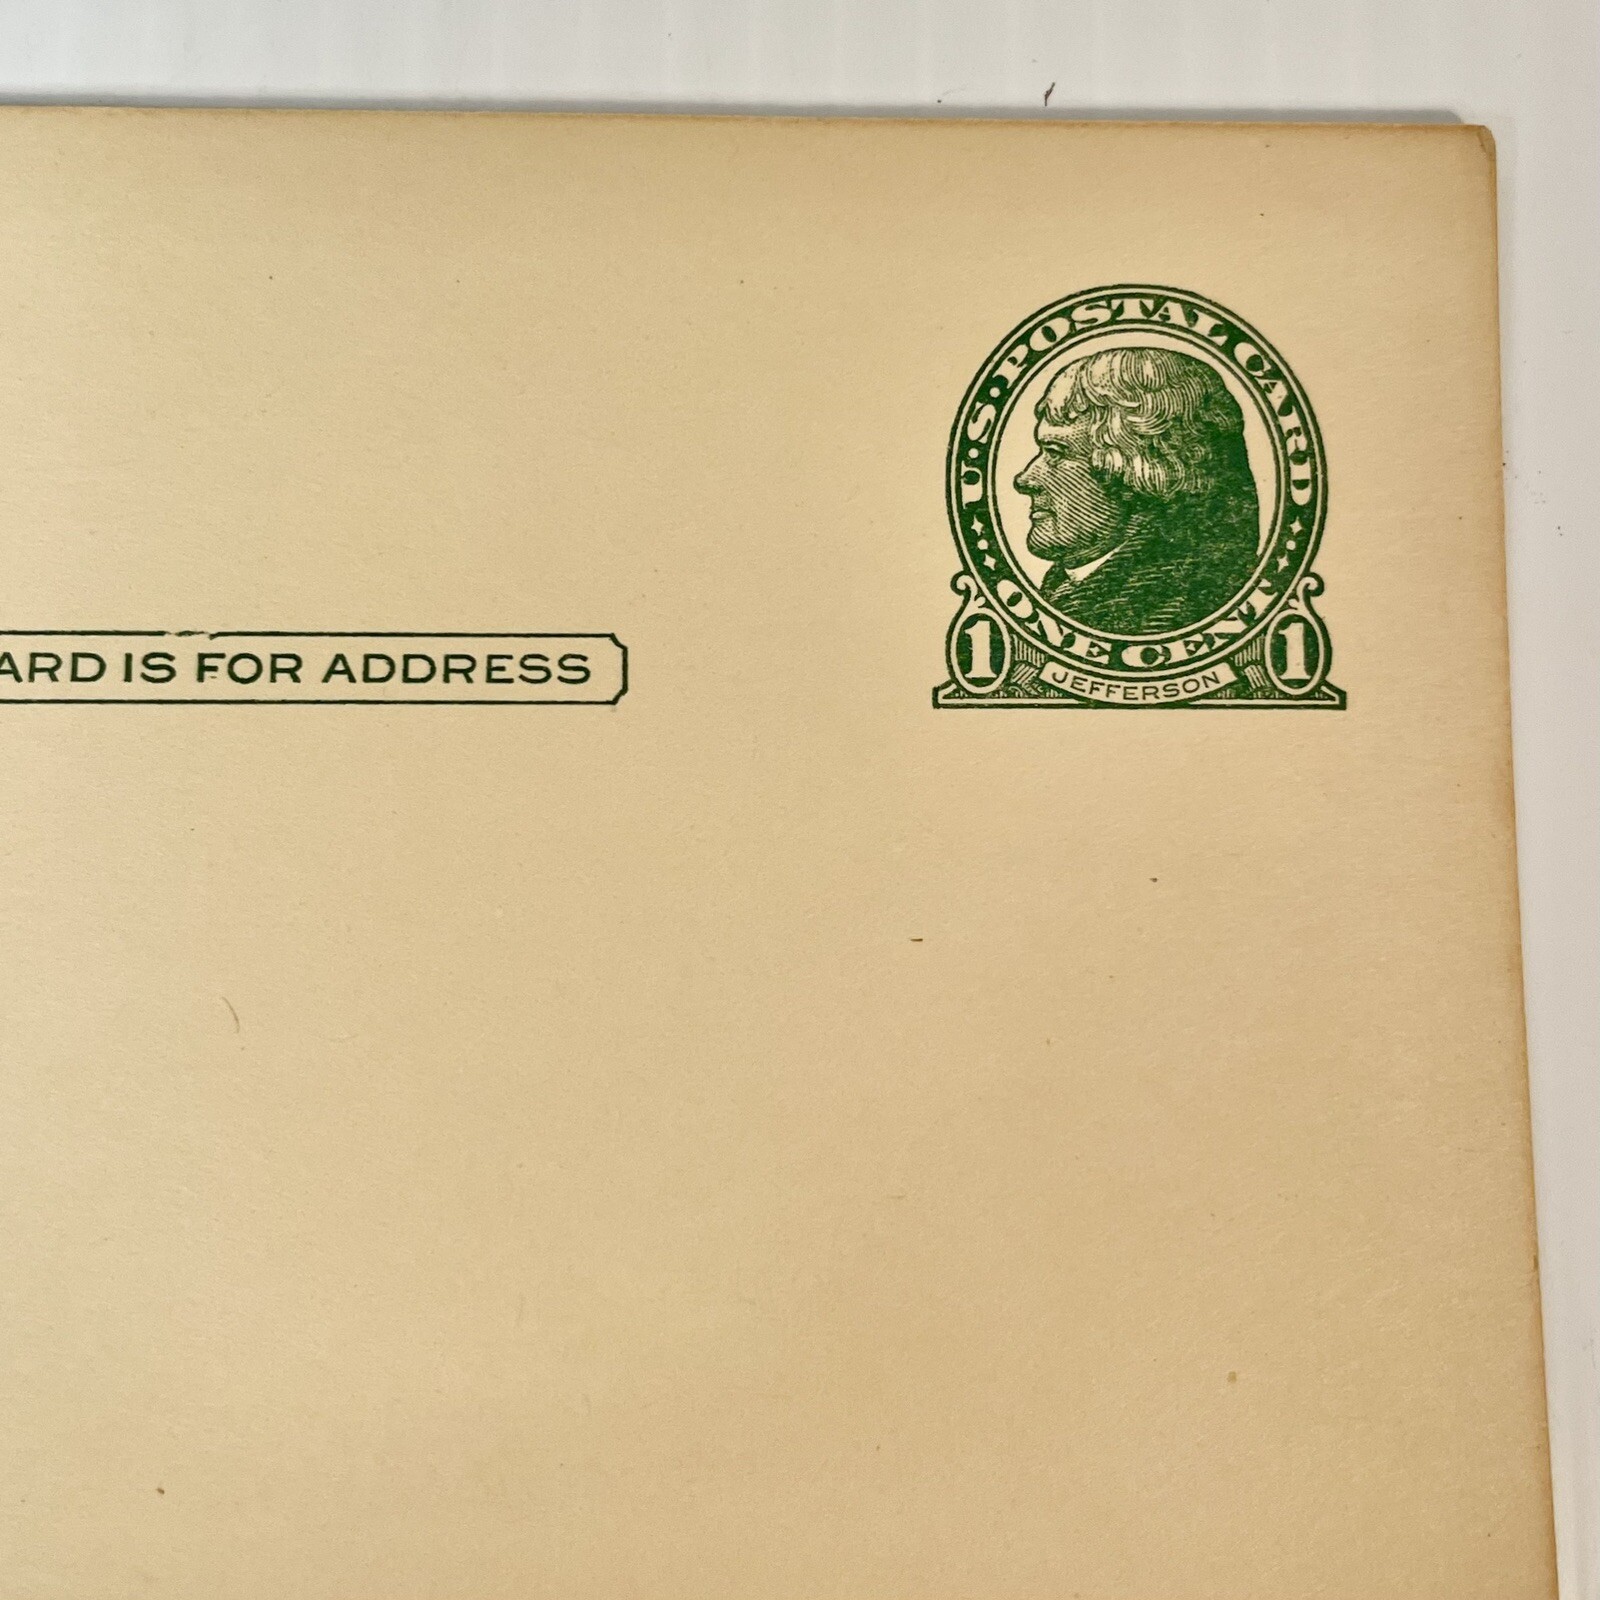 U.S. POSTAL CARD
ONE CENT
1 JEFFERSON 1
ARD IS FOR ADDRESS